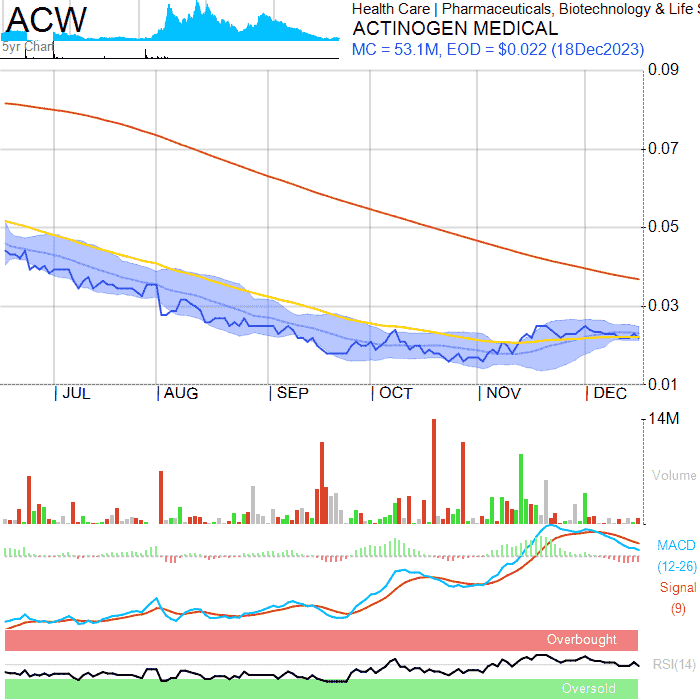 ACW
5yr Chart
Health Care | Pharmaceuticals, Biotechnology & Life S
ACTINOGEN MEDICAL
MC = 53.1M, EOD = $0.022 (18Dec2023)
0.09
0.07
0.05
0.03
0.01
JUL
AUG
SEP
OCT
NOV
DEC
14M
Volume
MACD
(12-26)
Signal
(9)
Overbought
RSI(14)
Oversold